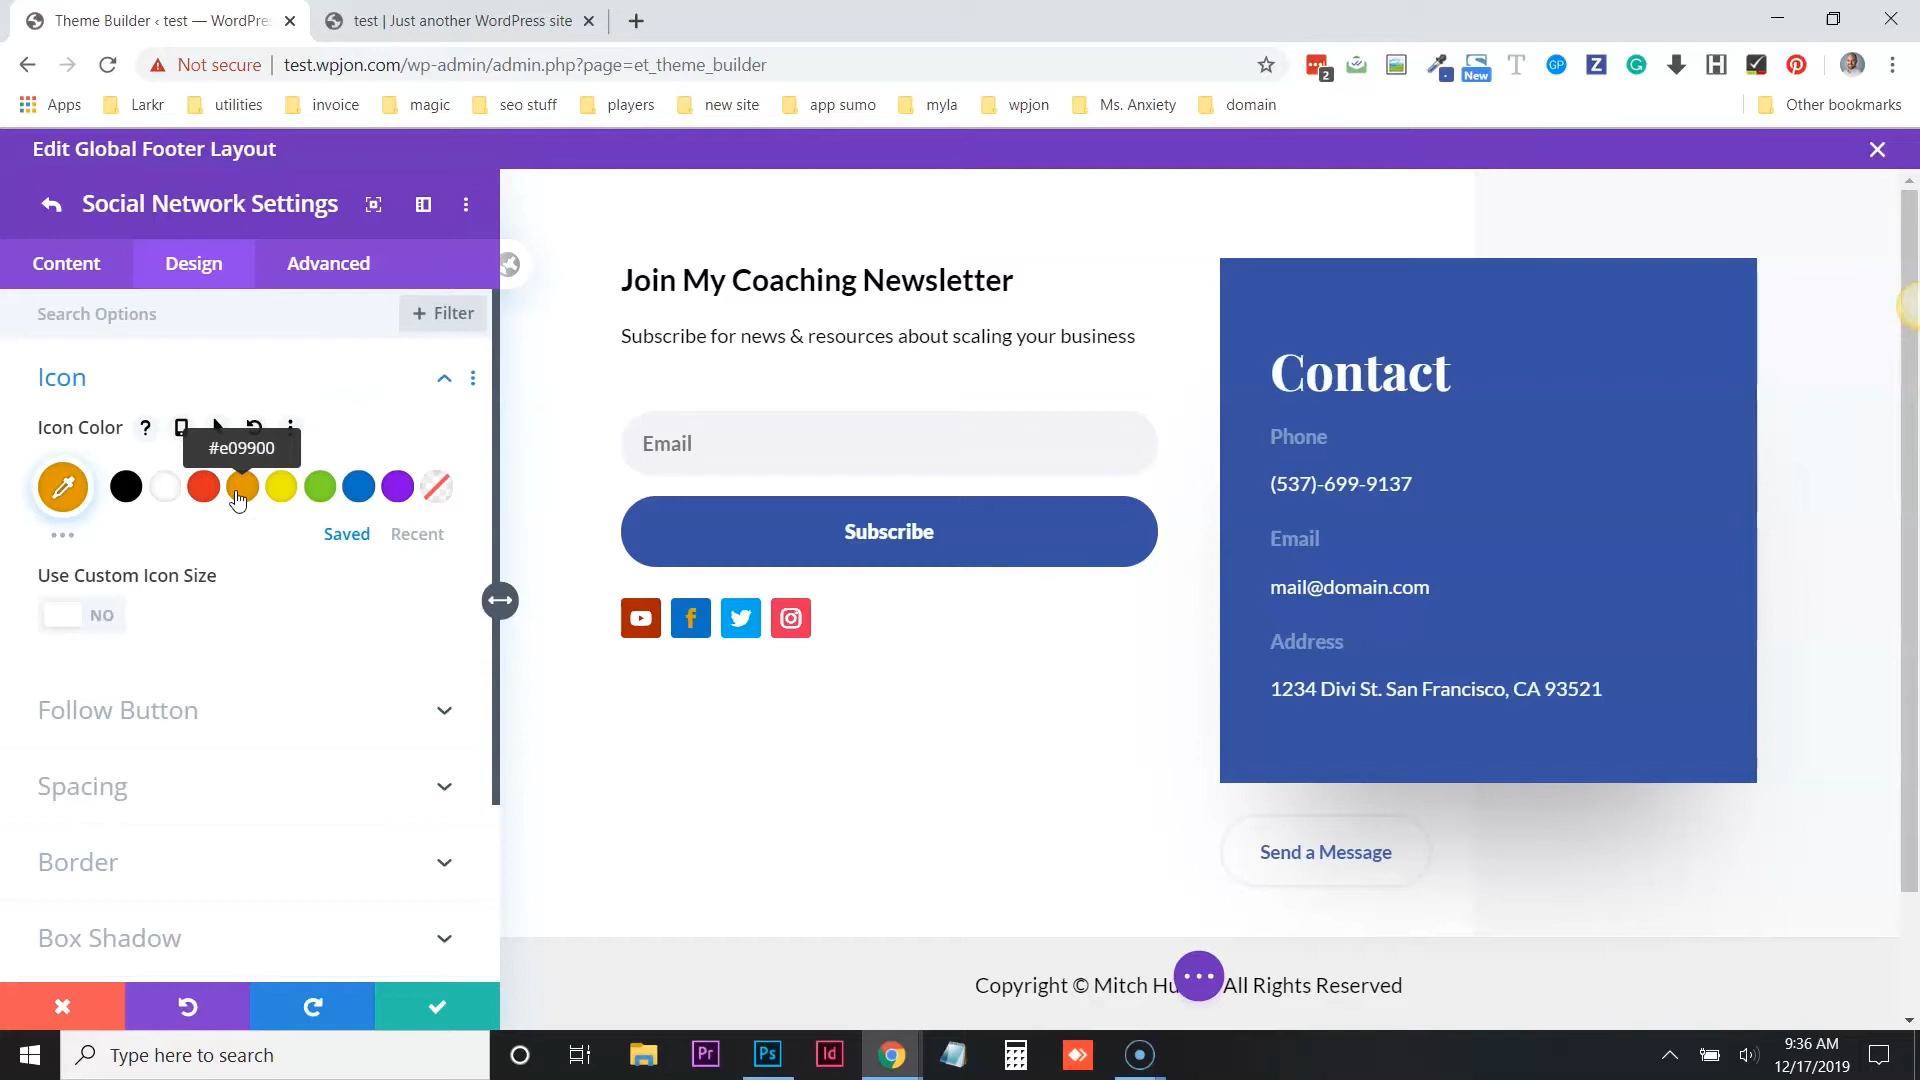 Theme Builder ‹ test — WordPre
test | Just another WordPress site
Not secure
test.wpjon.com/wp-admin/admin.php?page=et_theme_builder
2
New
T
GP
Z
G
H
Apps
Larkr
utilities
invoice
magic
seo stuff
players
new site
app sumo
myla
wpjon
Ms. Anxiety
domain
Other bookmarks
Edit Global Footer Layout
Social Network Settings
Content
Design
Advanced
Search Options
+ Filter
Icon
Icon Color
?
#e09900
Saved
Recent
Use Custom Icon Size
NO
Follow Button
Spacing
Border
Box Shadow
Join My Coaching Newsletter
Subscribe for news & resources about scaling your business
Email
Subscribe
Contact
Phone
(537)-699-9137
Email
mail@domain.com
Address
1234 Divi St. San Francisco, CA 93521
Send a Message
Copyright © Mitch Hu All Rights Reserved
Type here to search
Pr
Ps
Id
9:36 AM
12/17/2019